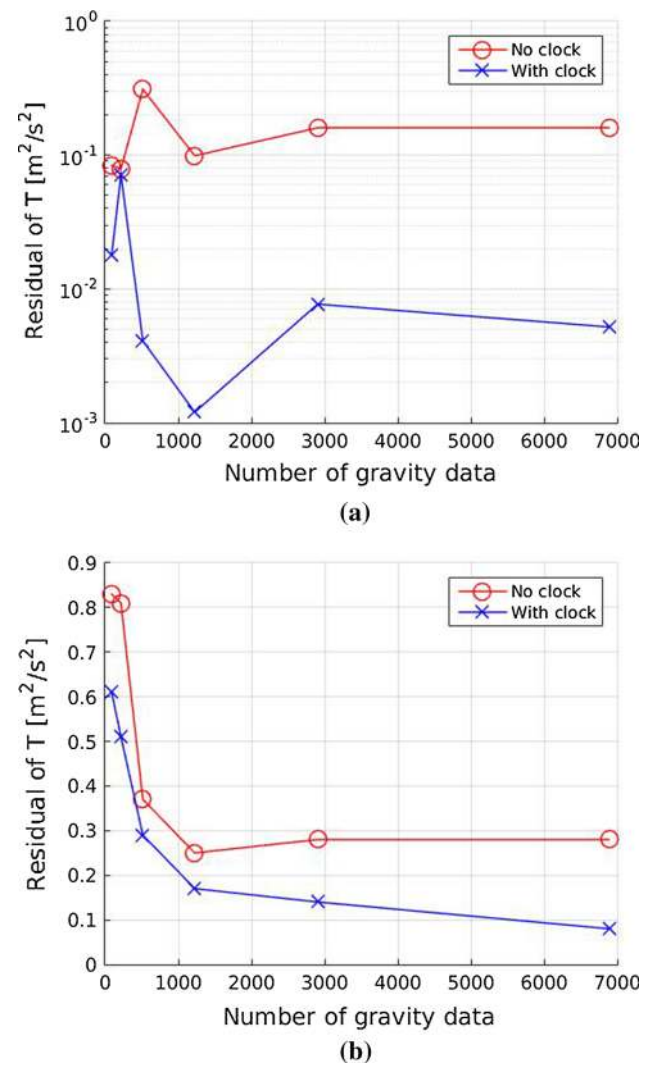 10^0
10^-1
10^-2
10^-3
Residual of T [m^2/s^2]
No clock
With clock
0 1000 2000 3000 4000 5000 6000 7000
Number of gravity data
(a)
0.9
0.8
0.7
0.6
0.5
0.4
0.3
0.2
0.1
0
Residual of T [m^2/s^2]
No clock
With clock
0 1000 2000 3000 4000 5000 6000 7000
Number of gravity data
(b)